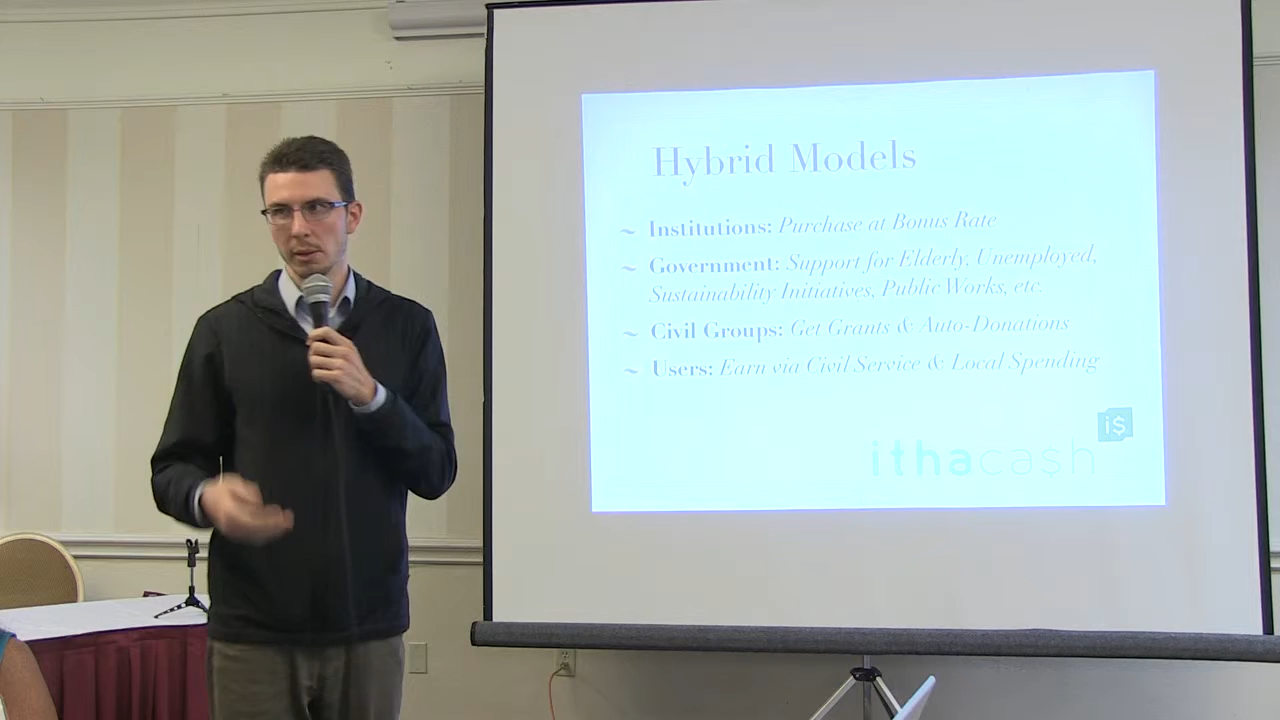 Hybrid Models
~ Institutions: Purchase at Bonus Rate
~ Government: Support for Elderly, Unemployed,
Sustainability Initiatives, Public Works, etc.
~ Civil Groups: Get Grants & Auto-Donations
~ Users: Earn via Civil Service & Local Spending
i$
ithaca$h